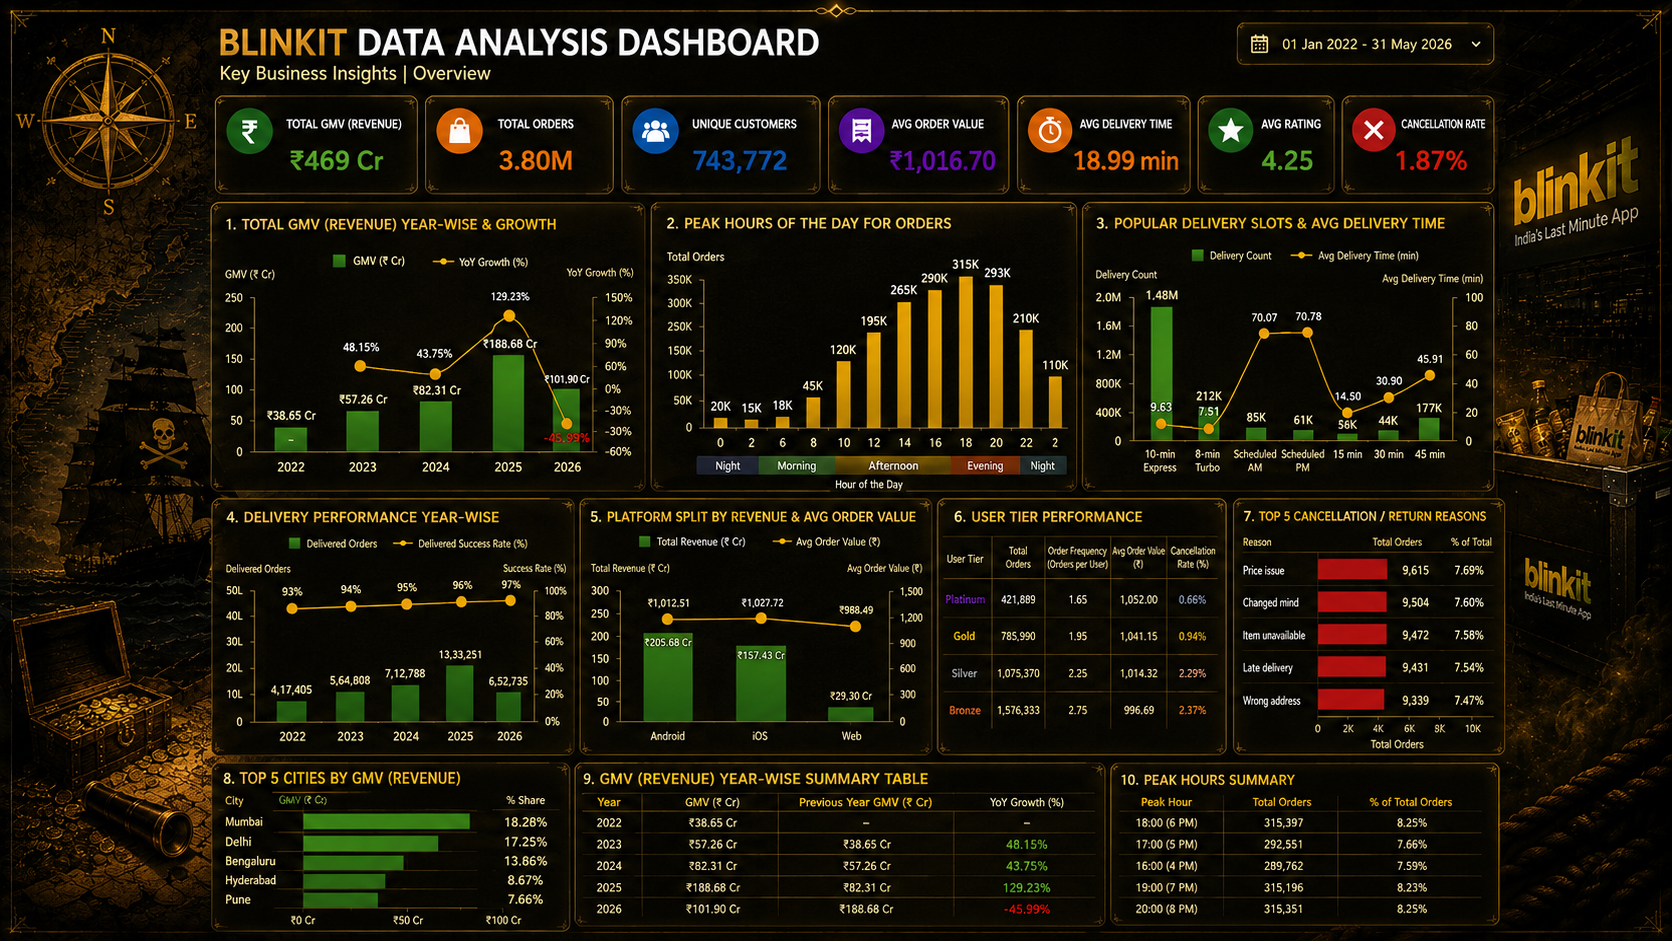 N
W E
S
BLINKIT DATA ANALYSIS DASHBOARD
Key Business Insights | Overview
01 Jan 2022 - 31 May 2026
TOTAL GMV (REVENUE)
₹469 Cr
TOTAL ORDERS
3.80M
UNIQUE CUSTOMERS
743,772
AVG ORDER VALUE
₹1,016.70
AVG DELIVERY TIME
18.99 min
AVG RATING
4.25
CANCELLATION RATE
1.87%
blinkit
India's Last Minute App
1. TOTAL GMV (REVENUE) YEAR-WISE & GROWTH
GMV (₹ Cr) YoY Growth (%)
GMV (₹ Cr) YoY Growth (%)
250 200 150 100 50 0
150% 120% 90% 60% 0% -30% -30% -60%
48.15% 43.75% 129.23% -45.99%
₹38.65 Cr ₹57.26 Cr ₹82.31 Cr ₹188.68 Cr ₹101.90 Cr
–
2022 2023 2024 2025 2026
2. PEAK HOURS OF THE DAY FOR ORDERS
Total Orders
350K 300K 250K 150K 100K 50K 0
20K 15K 18K 45K 120K 195K 265K 290K 315K 293K 210K 110K
0 2 6 8 10 12 14 16 18 20 22 2
Night Morning Afternoon Evening Night
Hour of the Day
3. POPULAR DELIVERY SLOTS & AVG DELIVERY TIME
Delivery Count Avg Delivery Time (min)
Delivery Count Avg Delivery Time (min)
2.0M 1.6M 1.2M 800K 400K 0
100 80 60 40 20 0
1.48M 212K 85K 61K 56K 44K 177K
9.63 7.51 70.07 70.78 14.50 30.90 45.91
10-min Express 8-min Turbo Scheduled AM Scheduled PM 15 min 30 min 45 min
blinkit
4. DELIVERY PERFORMANCE YEAR-WISE
Delivered Orders Delivered Success Rate (%)
Delivered Orders Success Rate (%)
50L 40L 30L 20L 10L 0
100% 80% 60% 40% 20% 0%
93% 94% 95% 96% 97%
4,17,405 5,64,808 7,12,788 13,33,251 6,52,735
2022 2023 2024 2025 2026
5. PLATFORM SPLIT BY REVENUE & AVG ORDER VALUE
Total Revenue (₹ Cr) Avg Order Value (₹)
Total Revenue (₹ Cr) Avg Order Value (₹)
300 250 200 150 100 50 0
1,500 1,200 900 600 300 0
₹1,012.51 ₹1,027.72 ₹988.49
₹205.68 Cr ₹157.43 Cr ₹29,30 Cr
Android iOS Web
6. USER TIER PERFORMANCE
User Tier Total Orders Order Frequency (Orders per User) Avg Order Value (₹) Cancellation Rate (%)
Platinum 421,889 1.65 1,052.00 0.66%
Gold 785,990 1.95 1,041.15 0.94%
Silver 1,075,370 2.25 1,014.32 2.29%
Bronze 1,576,333 2.75 996.69 2.37%
7. TOP 5 CANCELLATION / RETURN REASONS
Reason Total Orders % of Total
Price issue 9,615 7.69%
Changed mind 9,504 7.60%
Item unavailable 9,472 7.58%
Late delivery 9,431 7.54%
Wrong address 9,339 7.47%
0 2K 4K 6K 8K 10K
Total Orders
blinkit
India's Last Minute App
8. TOP 5 CITIES BY GMV (REVENUE)
City GMV (₹ Cr) % Share
Mumbai 18.28%
Delhi 17.25%
Bengaluru 13.86%
Hyderabad 8.67%
Pune 7.66%
₹0 Cr ₹50 Cr ₹100 Cr
9. GMV (REVENUE) YEAR-WISE SUMMARY TABLE
Year GMV (₹ Cr) Previous Year GMV (₹ Cr) YoY Growth (%)
2022 ₹38.65 Cr – –
2023 ₹57.26 Cr ₹38.65 Cr 48.15%
2024 ₹82.31 Cr ₹57.26 Cr 43.75%
2025 ₹188.68 Cr ₹82.31 Cr 129.23%
2026 ₹101.90 Cr ₹188.68 Cr -45.99%
10. PEAK HOURS SUMMARY
Peak Hour Total Orders % of Total Orders
18:00 (6 PM) 315,397 8.25%
17:00 (5 PM) 292,551 7.66%
16:00 (4 PM) 289,762 7.59%
19:00 (7 PM) 315,196 8.23%
20:00 (8 PM) 315,351 8.25%